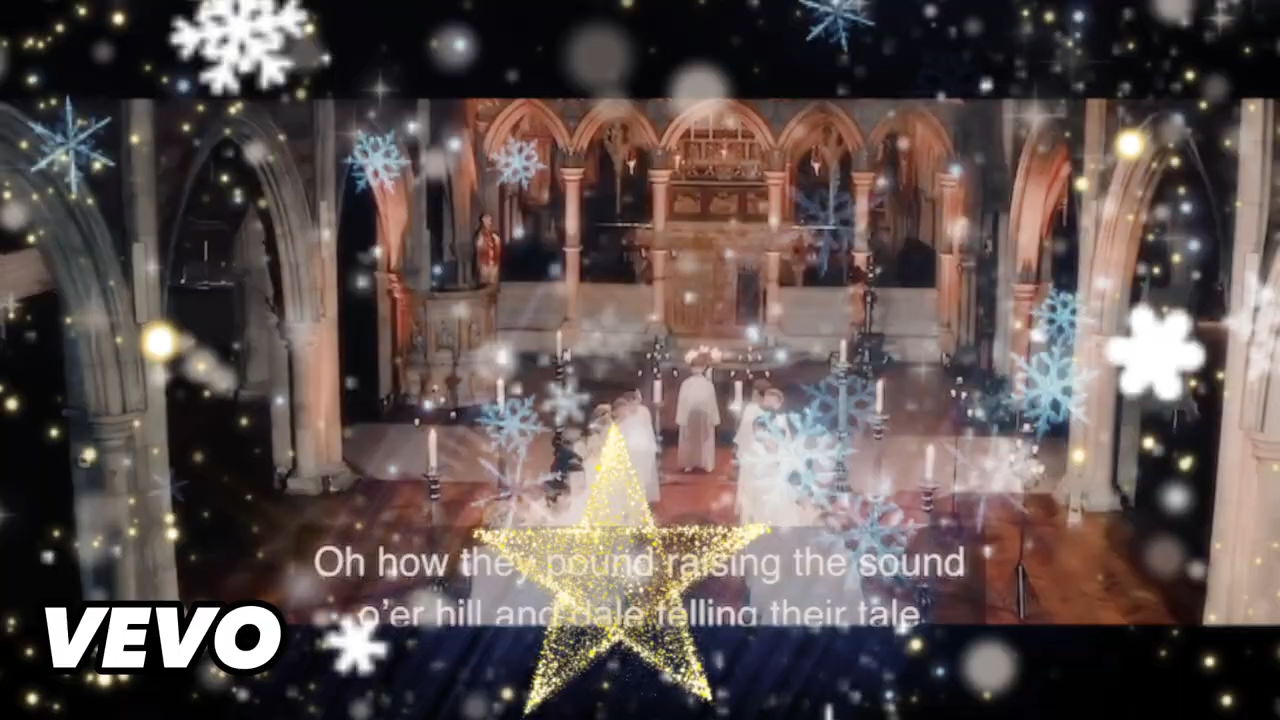 Oh how they pound raising the sound
o'er hill and dale telling their tale
VEVO